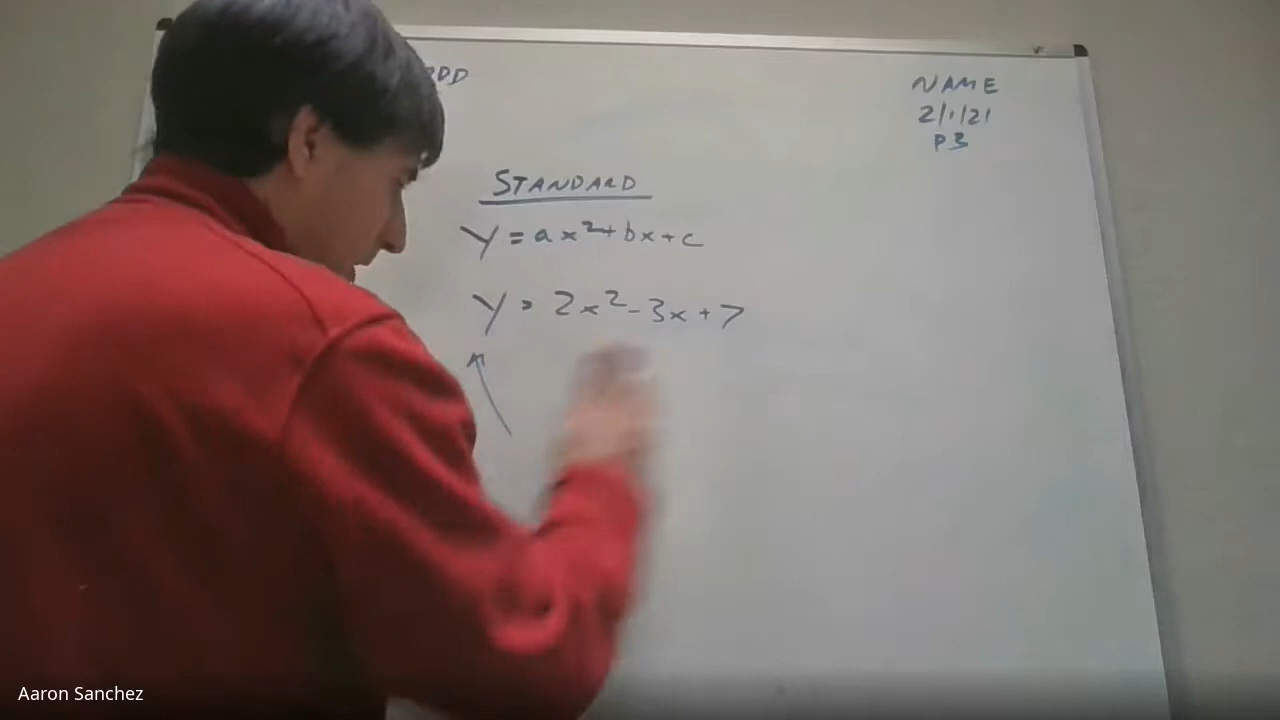 NAME
2/1/21
P3
STANDARD
y = ax²+bx+c
y = 2x²-3x+7
Aaron Sanchez